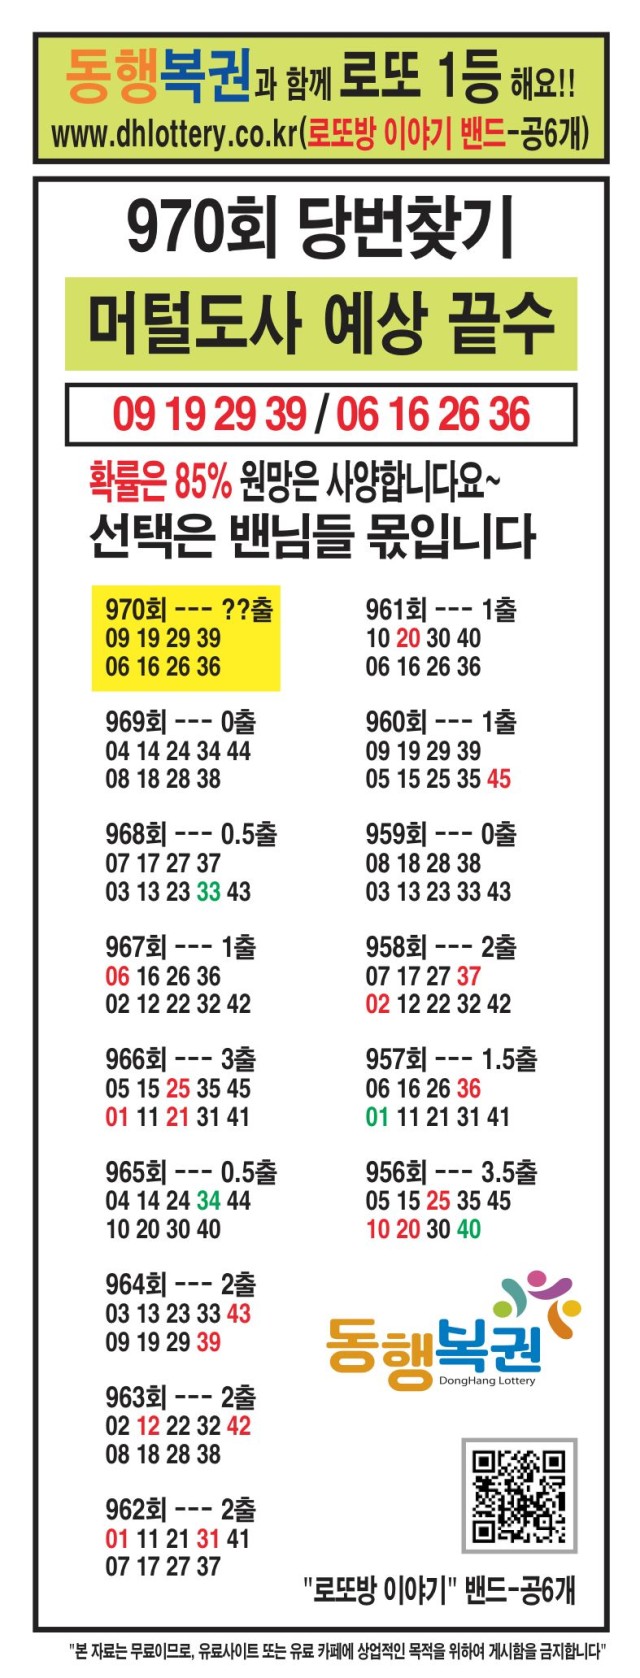 동행복권과 함께 로또 1등 해요!!
www.dhlottery.co.kr(로또방 이야기 밴드-공6개)
970회 당번찾기
머털도사 예상 끝수
09 19 29 39 / 06 16 26 36
확률은 85% 원망은 사양합니다요~
선택은 밴님들 몫입니다
970회 --- ??출
09 19 29 39
06 16 26 36
969회 --- 0출
04 14 24 34 44
08 18 28 38
968회 --- 0.5출
07 17 27 37
03 13 23 33 43
967회 --- 1출
06 16 26 36
02 12 22 32 42
966회 --- 3출
05 15 25 35 45
01 11 21 31 41
965회 --- 0.5출
04 14 24 34 44
10 20 30 40
964회 --- 2출
03 13 23 33 43
09 19 29 39
963회 --- 2출
02 12 22 32 42
08 18 28 38
962회 --- 2출
01 11 21 31 41
07 17 27 37
961회 --- 1출
10 20 30 40
06 16 26 36
960회 --- 1출
09 19 29 39
05 15 25 35 45
959회 --- 0출
08 18 28 38
03 13 23 33 43
958회 --- 2출
07 17 27 37
02 12 22 32 42
957회 --- 1.5출
06 16 26 36
01 11 21 31 41
956회 --- 3.5출
05 15 25 35 45
10 20 30 40
동행복권
DongHang Lottery
"로또방 이야기" 밴드-공6개
"본 자료는 무료이므로, 유료사이트 또는 유료 카페에 상업적인 목적을 위하여 게시함을 금지합니다"